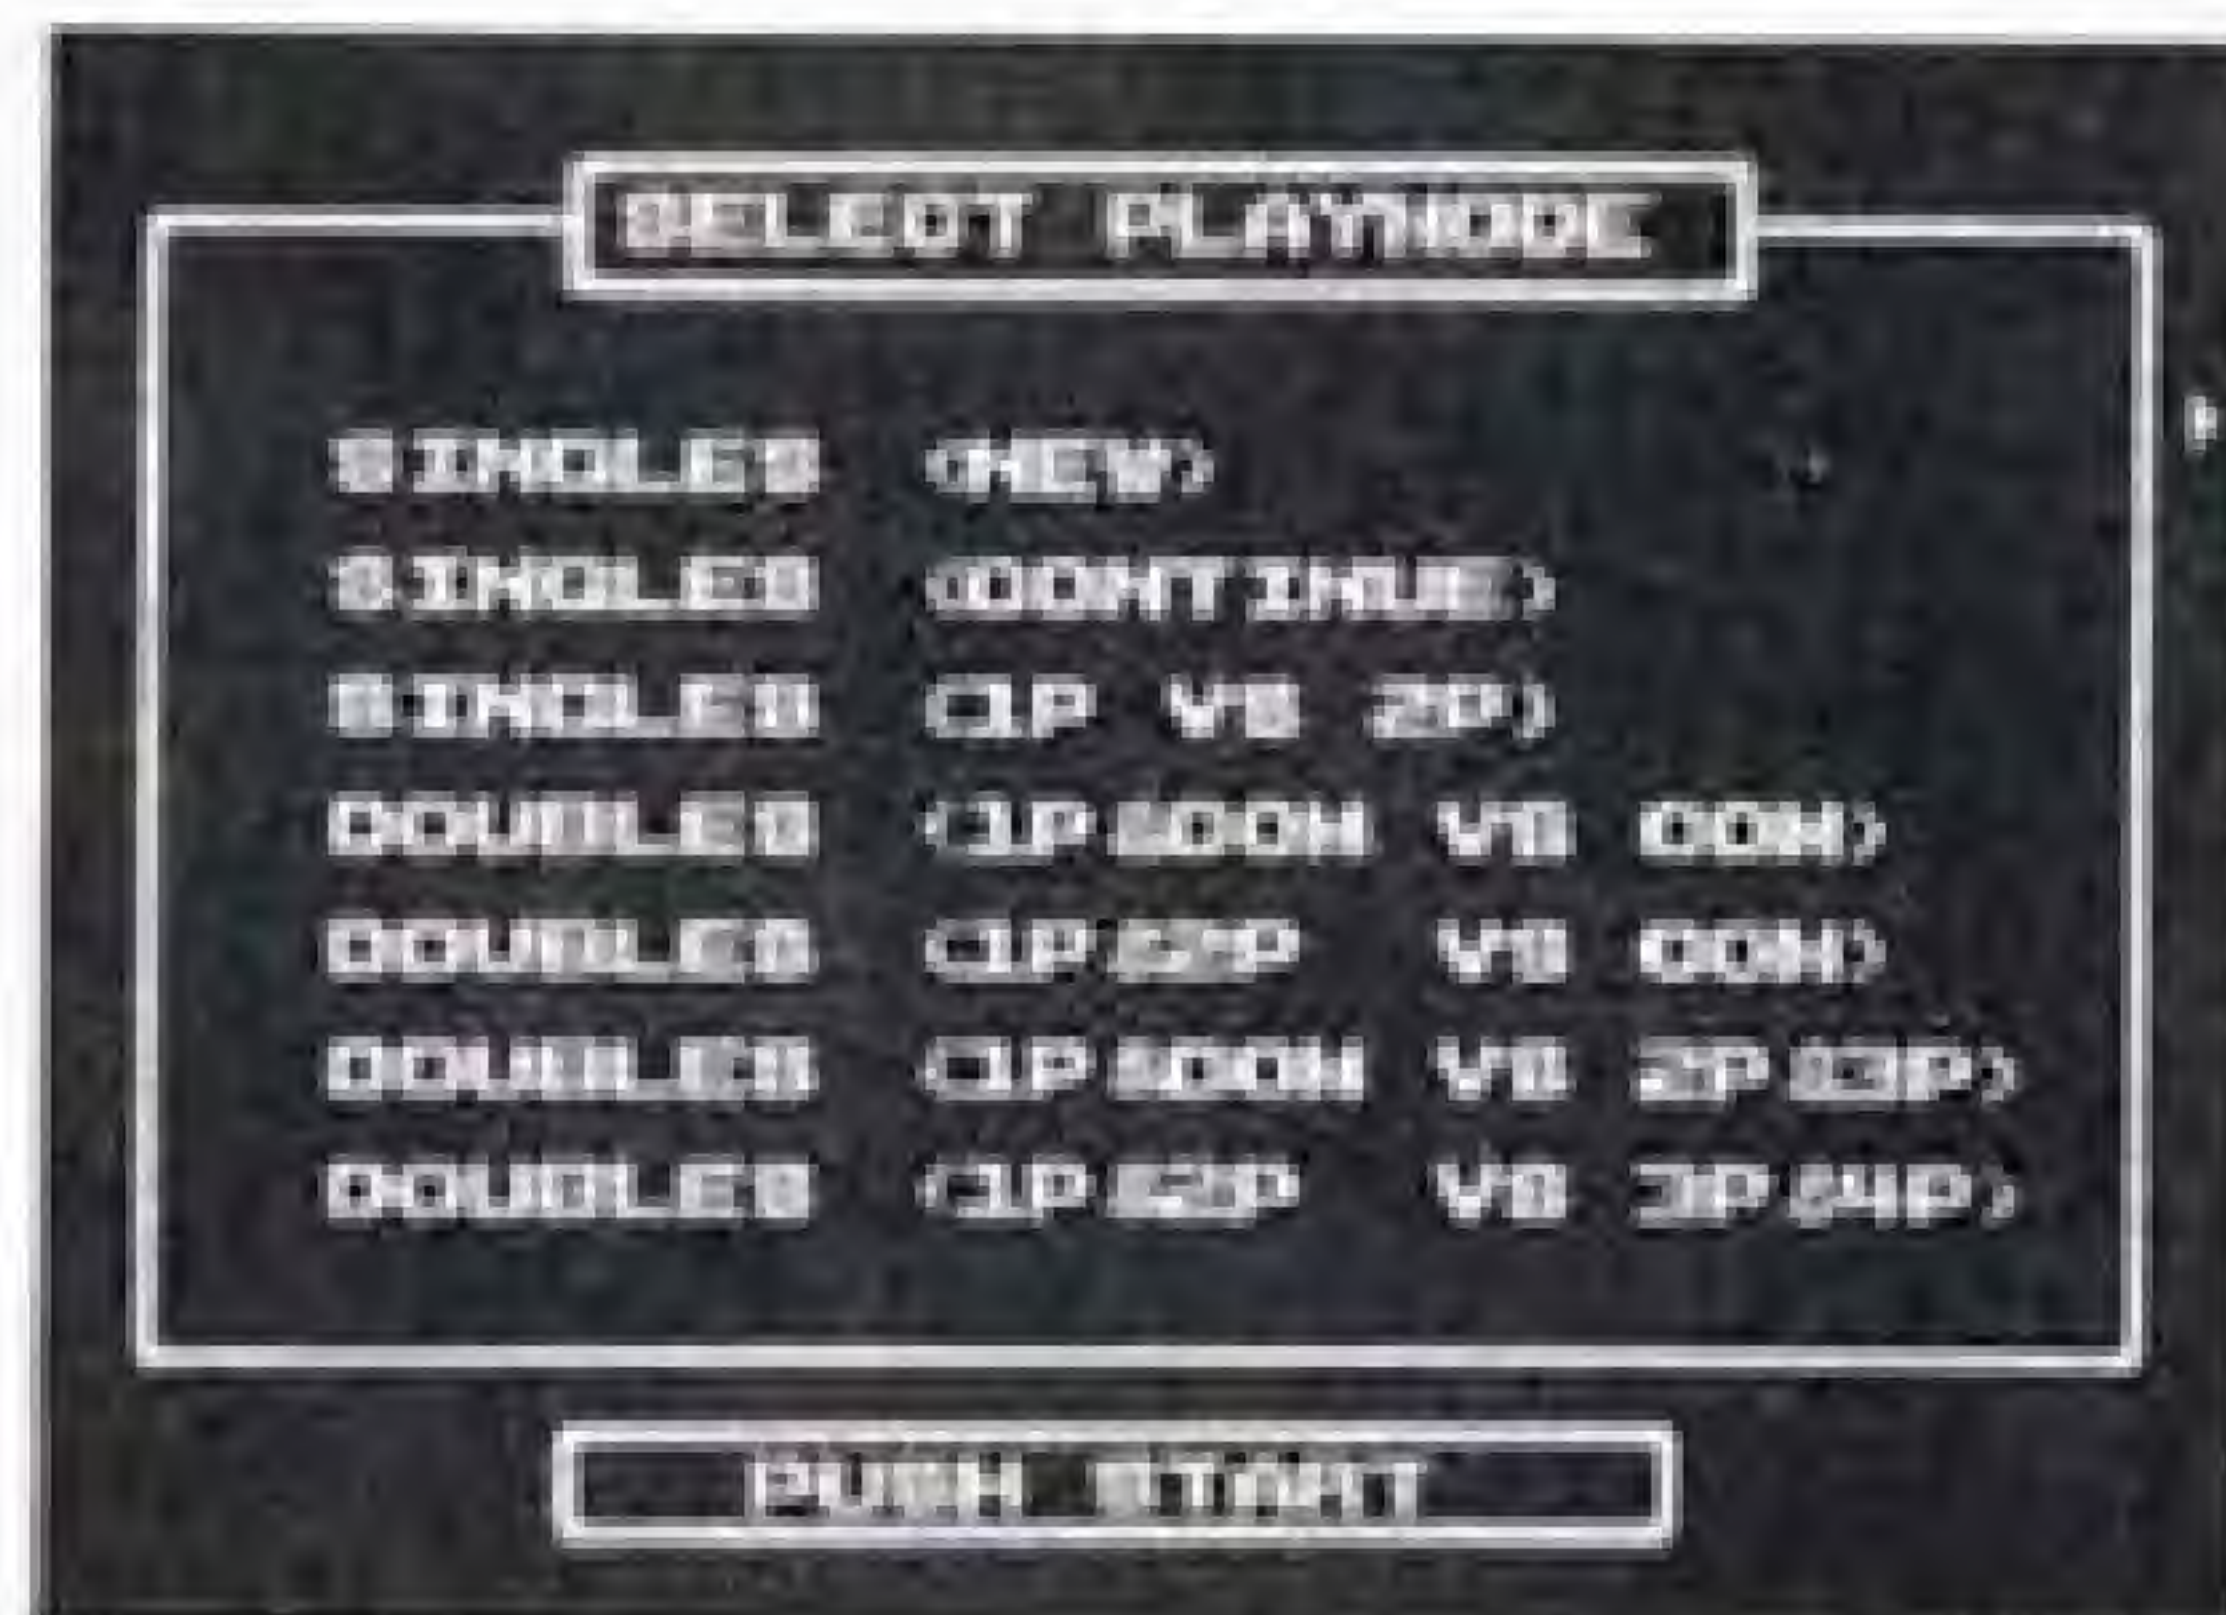 SELECT PLAYMODE
SINGLES (NEW)
SINGLES (CONTINUE)
SINGLES (1P VS 2P)
DOUBLES (1P&COM VS COM)
DOUBLES (1P&2P VS COM)
DOUBLES (1P&COM VS 2P&3P)
DOUBLES (1P&2P VS 3P&4P)
PUSH START